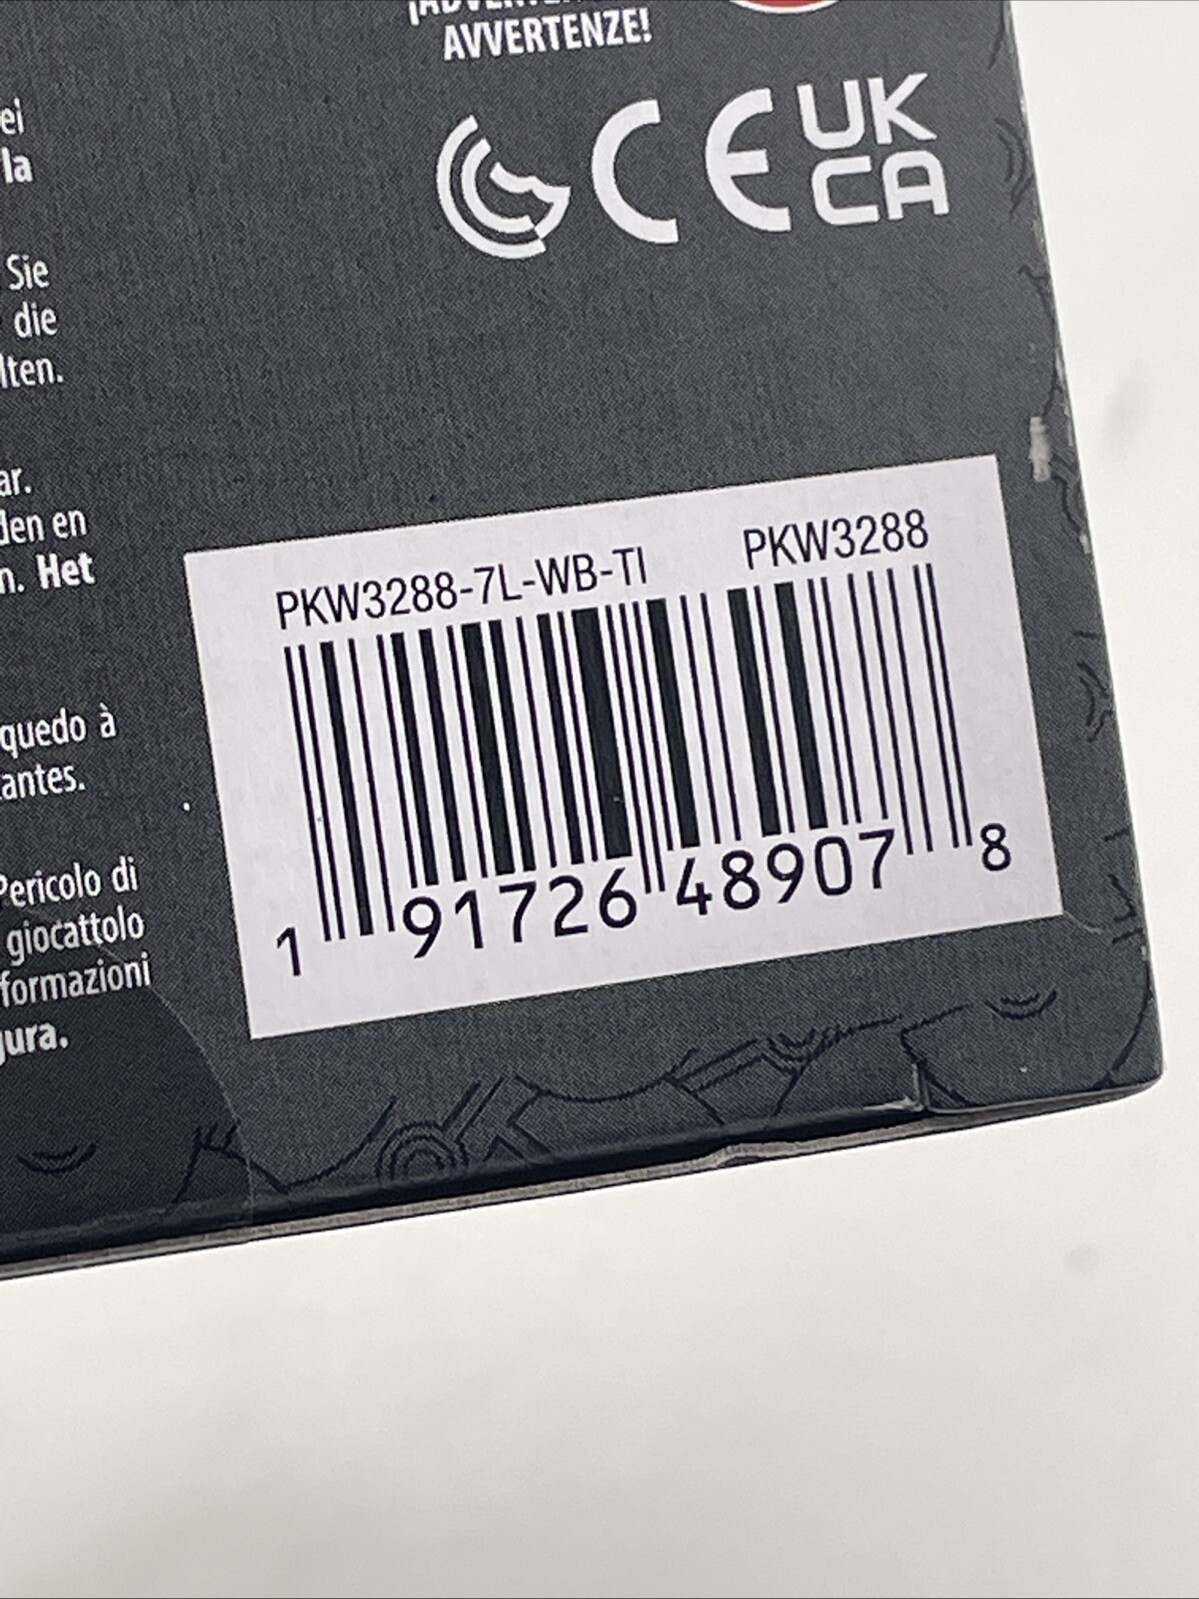 AVVERTENZE!
CE
UK
CA
ei
la
Sie
die
lten.
ar.
den en
n. Het
quedo à
antes.
Pericolo di
giocattolo
formazioni
gura.
PKW3288-7L-WB-TI PKW3288
1 91726 48907 8